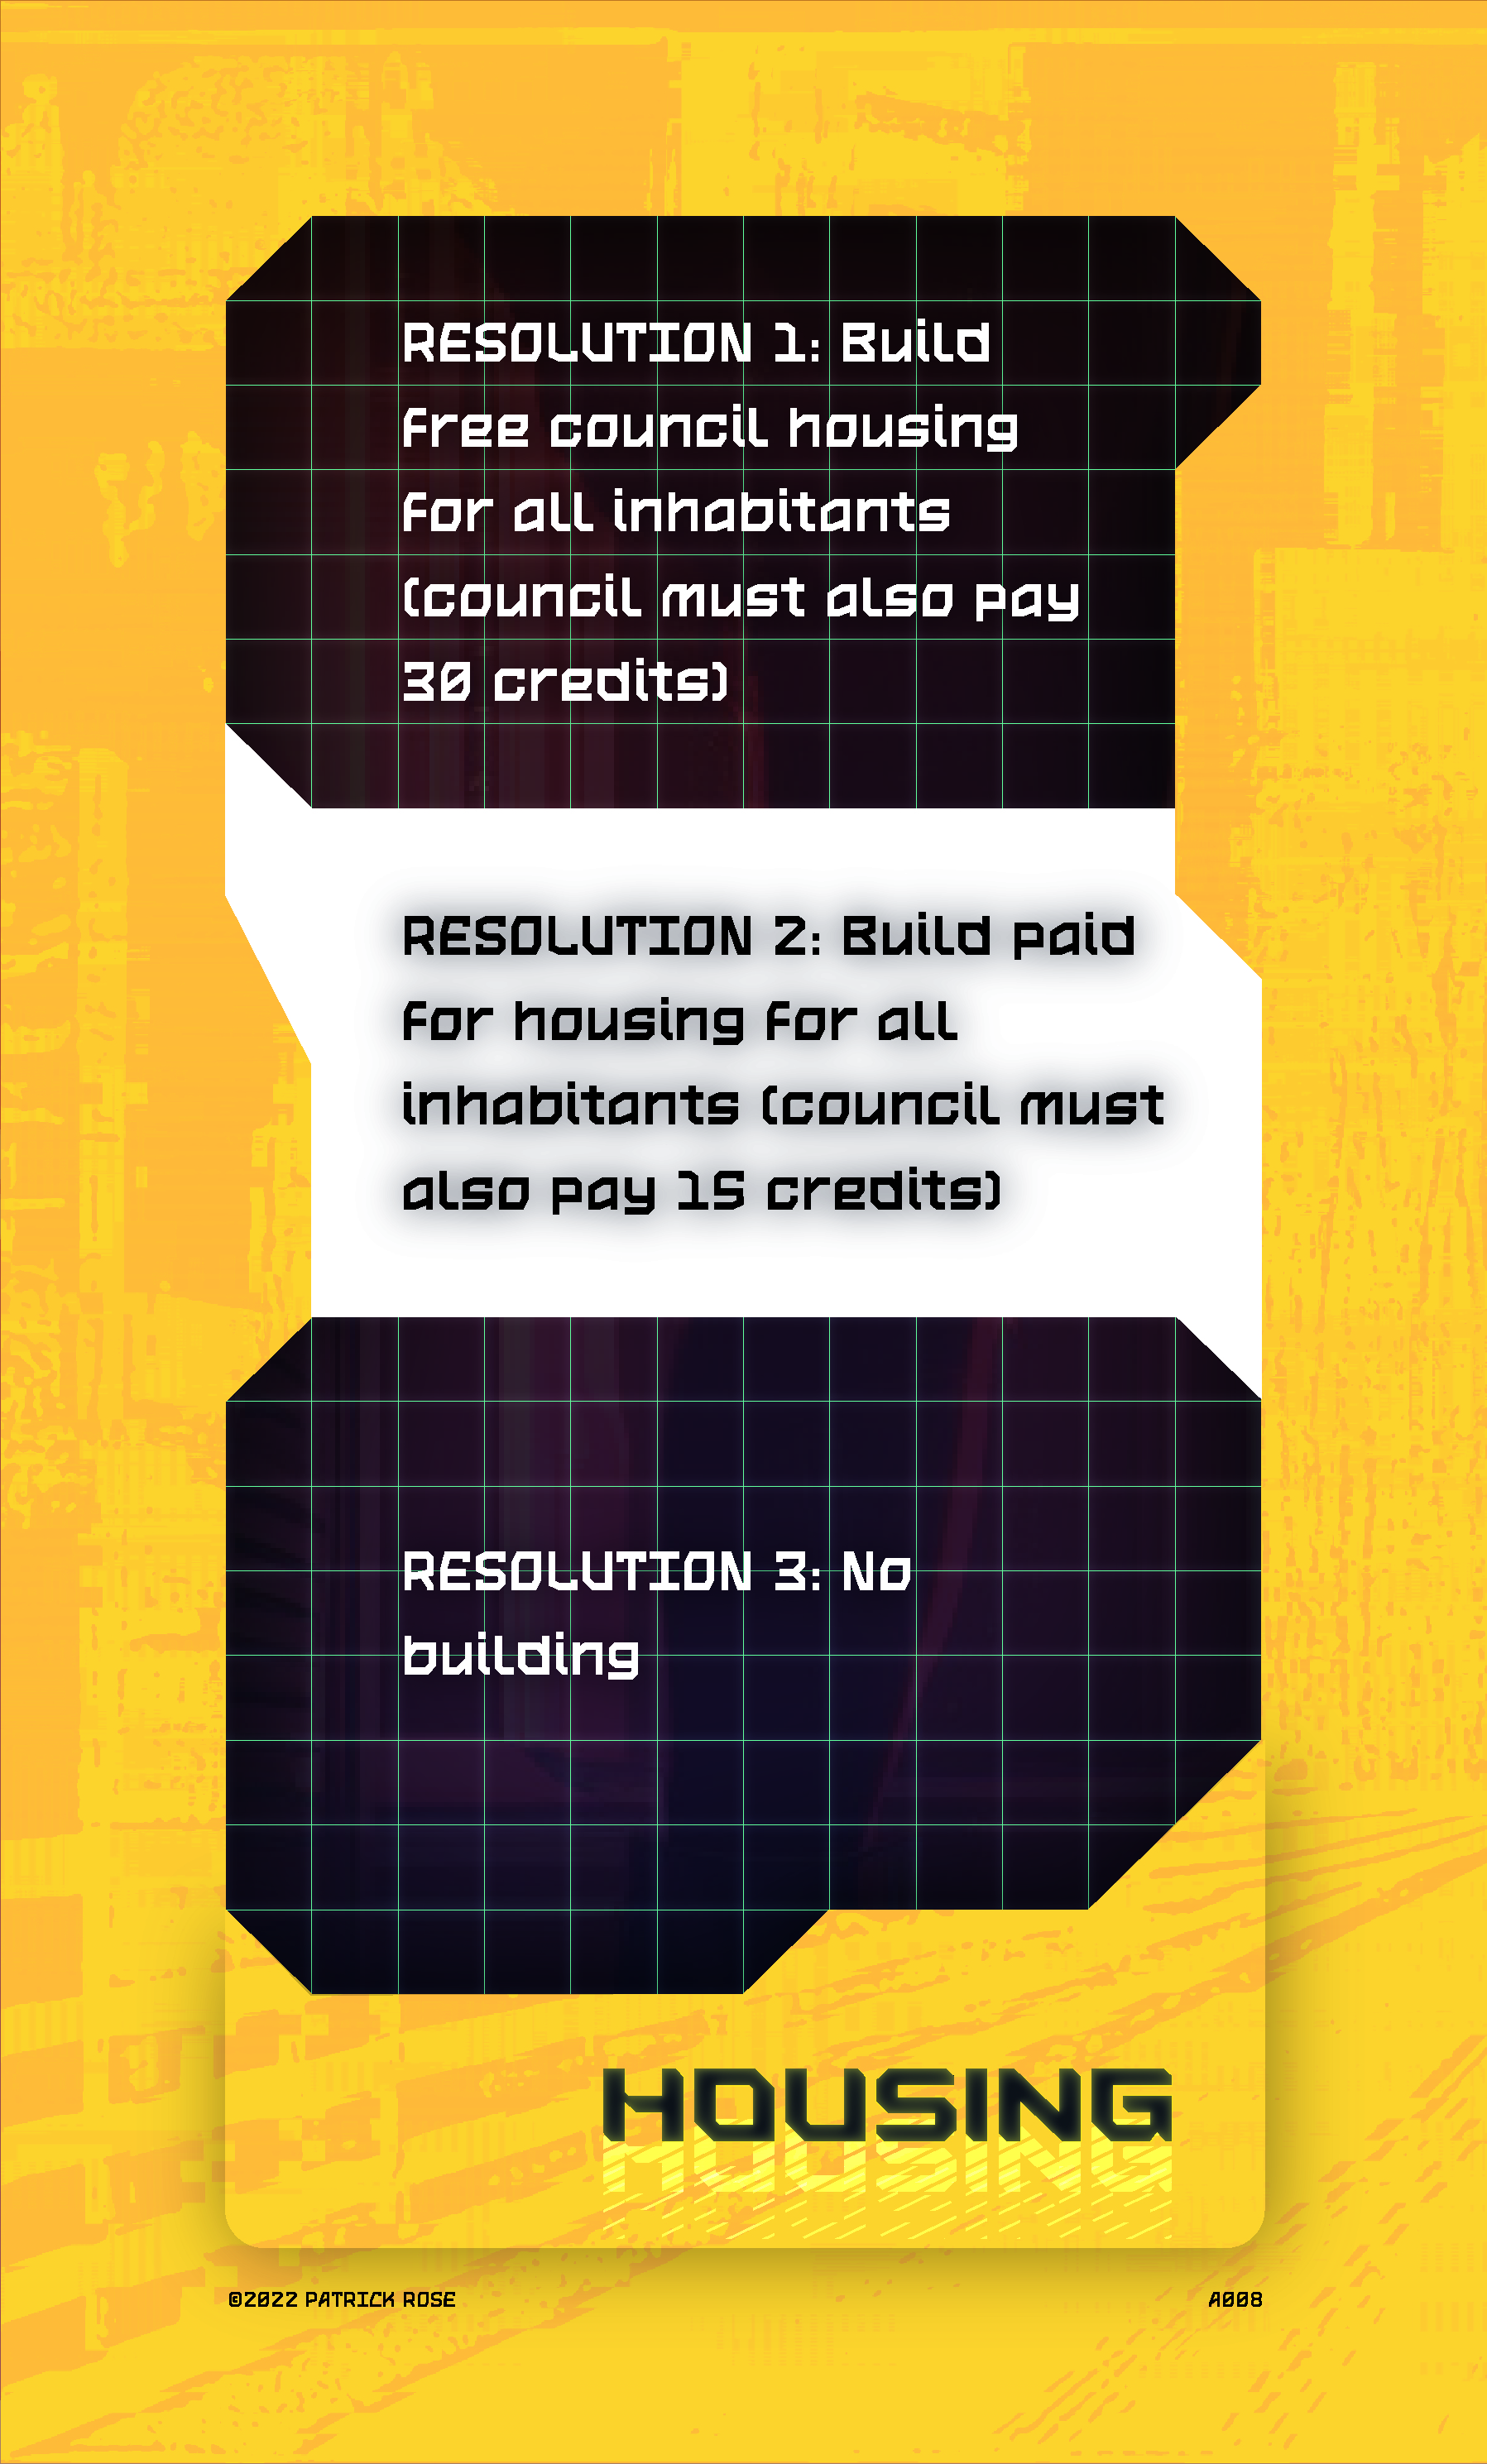 RESOLUTION 1: Build
free council housing
for all inhabitants
(council must also pay
30 credits)
RESOLUTION 2: Build paid
for housing for all
inhabitants (council must
also pay 15 credits)
RESOLUTION 3: No
building
HOUSING
©2022 PATRICK ROSE
A008